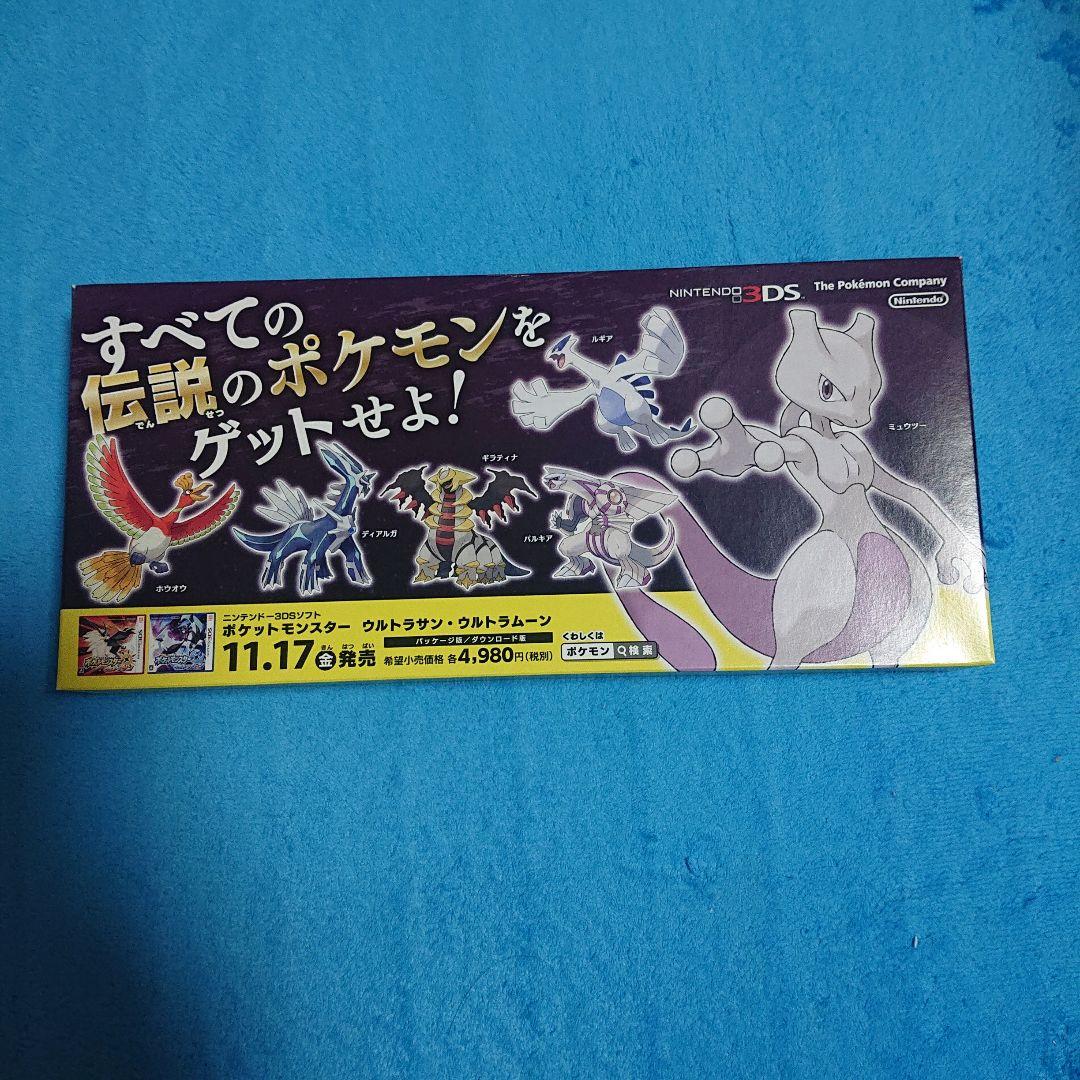 すべての
伝説のポケモンを
でん せつ
ゲットせよ!
NINTENDO 3DS
The Pokémon Company
Nintendo
ルギア
ミュウツー
ギラティナ
ディアルガ
パルキア
ホウオウ
ニンテンドー3DSソフト
ポケットモンスター ウルトラサン・ウルトラムーン
パッケージ版/ダウンロード版
きん はつ ばい
11.17金発売
希望小売価格 各4,980円(税別)
くわしくは
ポケモン 検索